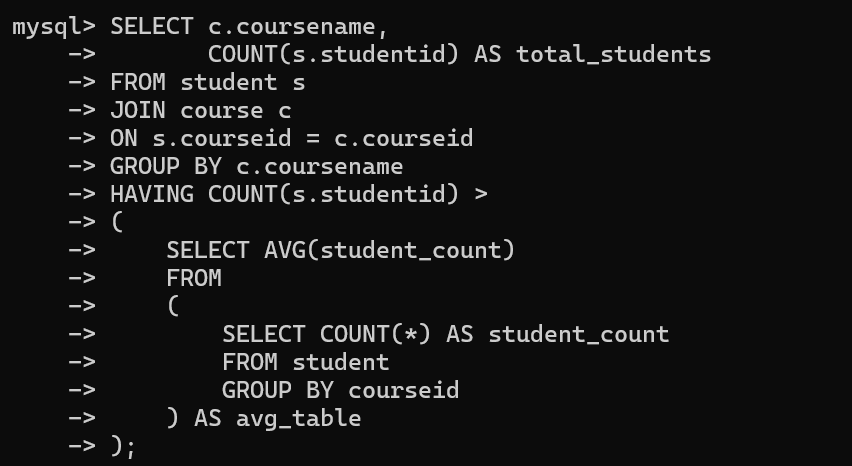 mysql> SELECT c.coursename,
    ->        COUNT(s.studentid) AS total_students
    -> FROM student s
    -> JOIN course c
    -> ON s.courseid = c.courseid
    -> GROUP BY c.coursename
    -> HAVING COUNT(s.studentid) >
    -> (
    ->     SELECT AVG(student_count)
    ->     FROM
    ->     (
    ->         SELECT COUNT(*) AS student_count
    ->         FROM student
    ->         GROUP BY courseid
    ->     ) AS avg_table
    -> );